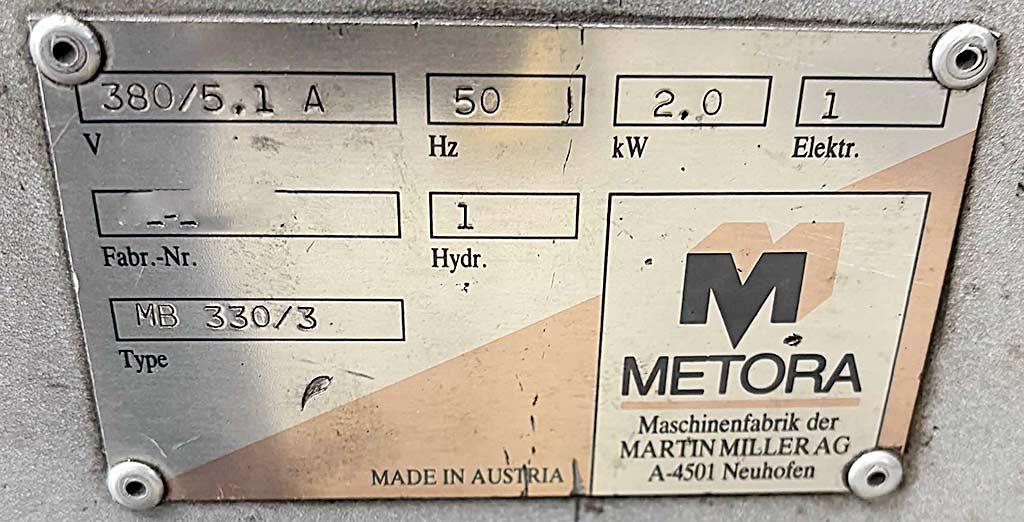 380/5.1 A
V
50
Hz
2.0
kW
1
Elektr.
Fabr.-Nr.
1
Hydr.
MB 330/3
Type
M
METORA
Maschinenfabrik der
MARTIN MILLER AG
A-4501 Neuhofen
MADE IN AUSTRIA